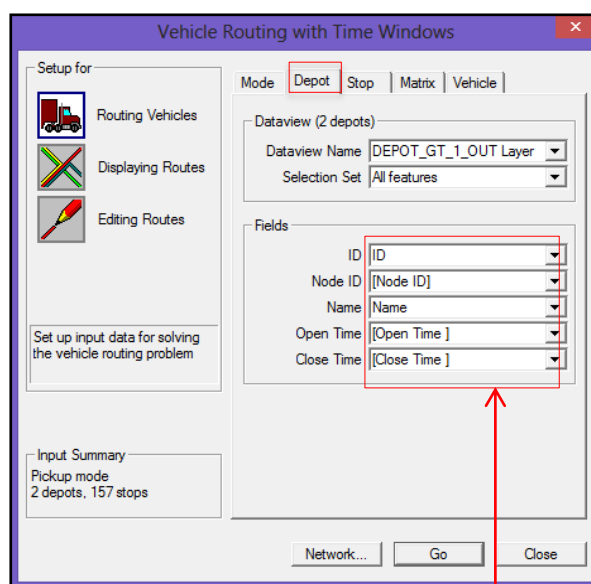 Vehicle Routing with Time Windows
Setup for
Routing Vehicles
Displaying Routes
Editing Routes
Set up input data for solving
the vehicle routing problem
Input Summary
Pickup mode
2 depots, 157 stops
Mode Depot Stop Matrix Vehicle
Dataview (2 depots)
Dataview Name DEPOT_GT_1_OUT Layer
Selection Set All features
Fields
ID ID
Node ID [Node ID]
Name Name
Open Time [Open Time ]
Close Time [Close Time ]
Network... Go Close